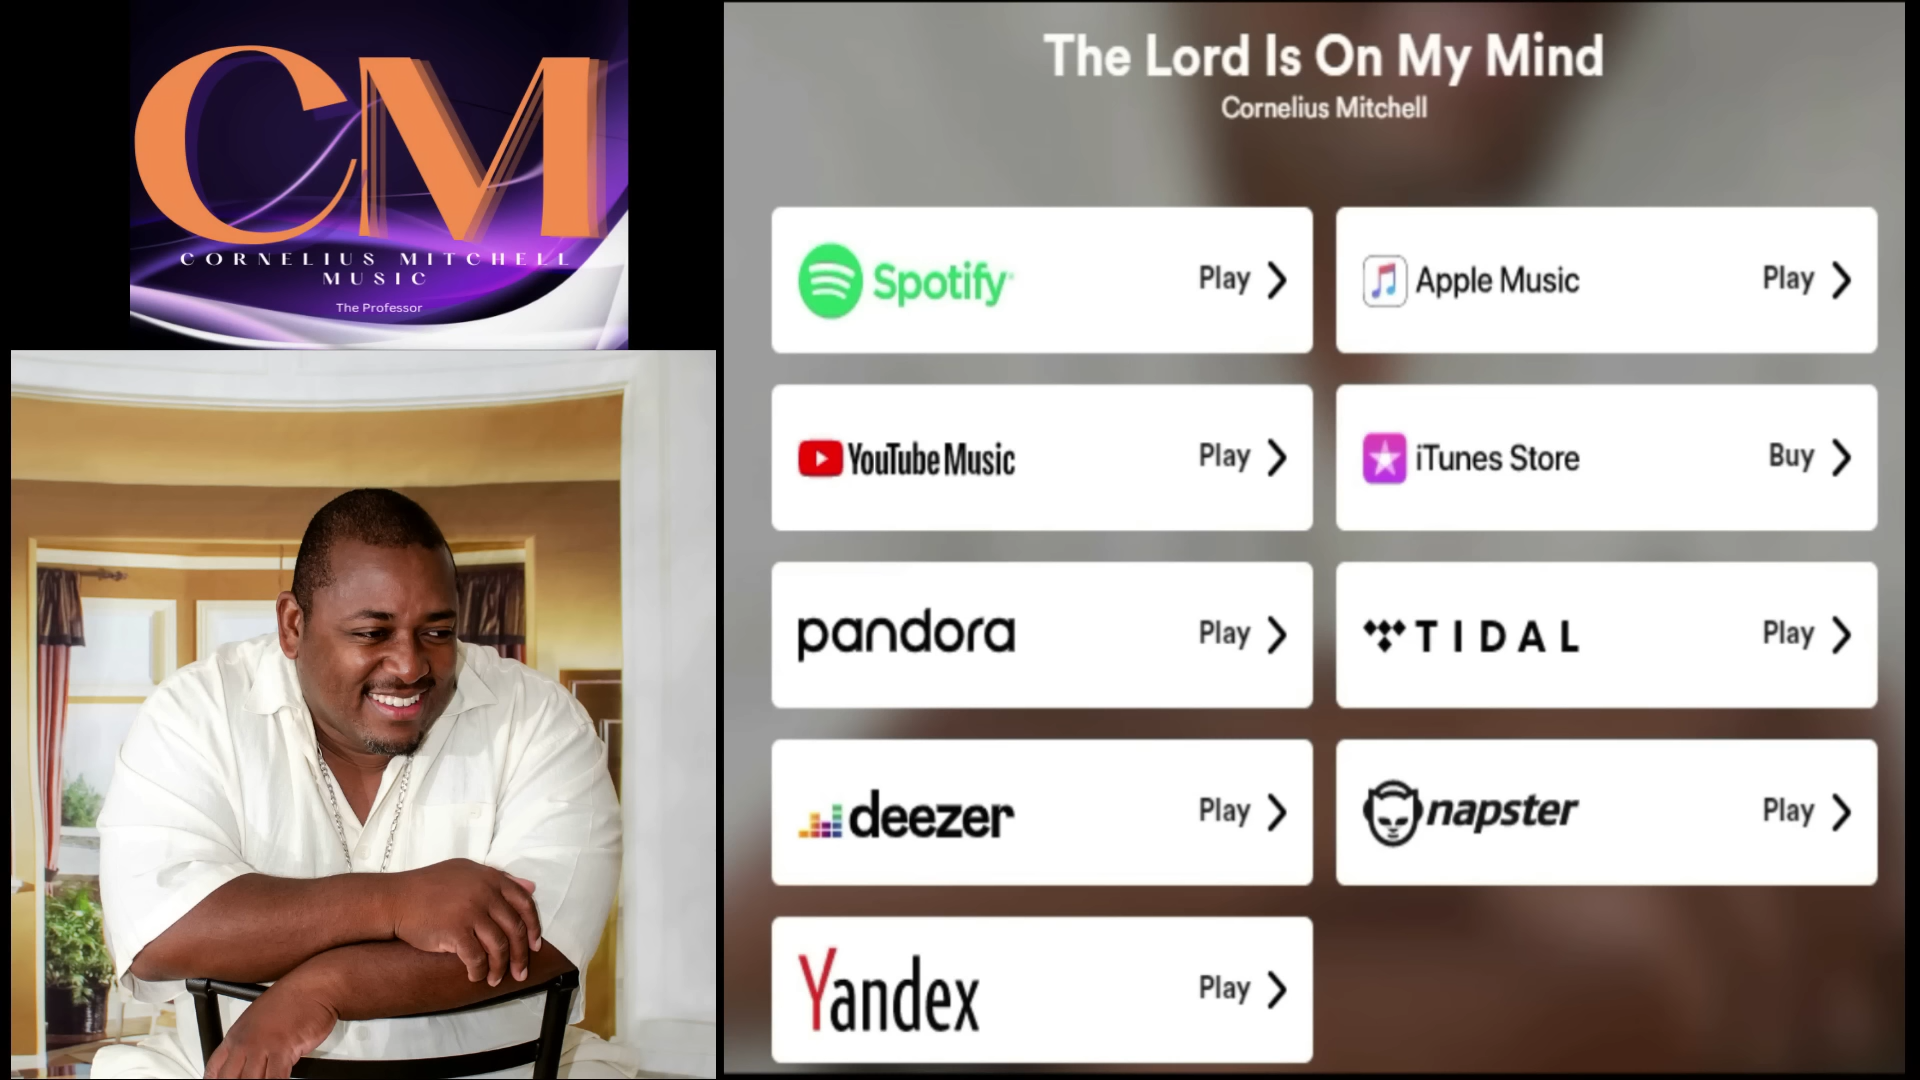 CM
CORNELIUS MITCHELL
MUSIC
The Professor
The Lord Is On My Mind
Cornelius Mitchell
Spotify Play
Apple Music Play
YouTube Music Play
iTunes Store Buy
pandora Play
TIDAL Play
deezer Play
napster Play
Yandex Play